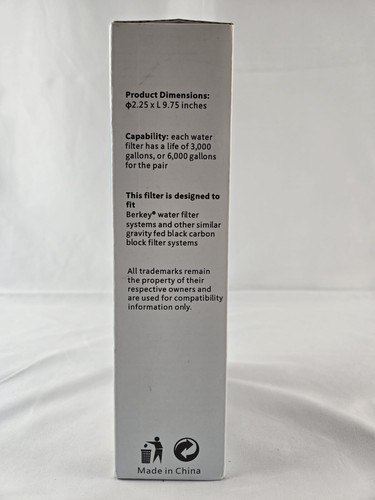 Product Dimensions:
ф2.25 x L 9.75 inches
Capability: each water
filter has a life of 3,000
gallons, or 6,000 gallons
for the pair
This filter is designed to
fit
Berkey® water filter
systems and other similar
gravity fed black carbon
block filter systems
All trademarks remain
the property of their
respective owners and
are used for compatibility
information only.
Made in China